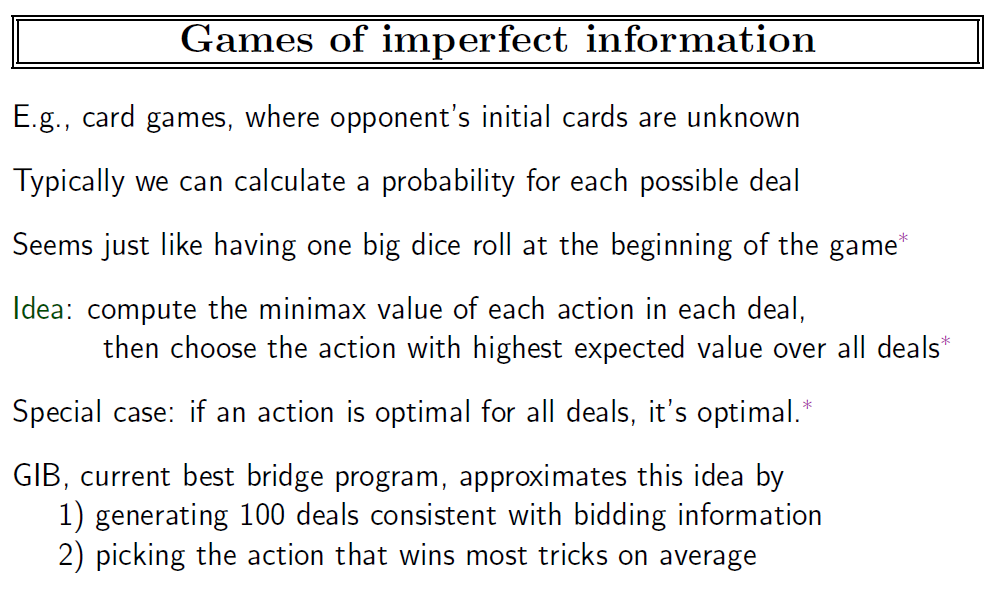 Games of imperfect information
E.g., card games, where opponent's initial cards are unknown
Typically we can calculate a probability for each possible deal
Seems just like having one big dice roll at the beginning of the game*
Idea: compute the minimax value of each action in each deal,
then choose the action with highest expected value over all deals*
Special case: if an action is optimal for all deals, it's optimal.*
GIB, current best bridge program, approximates this idea by
1) generating 100 deals consistent with bidding information
2) picking the action that wins most tricks on average